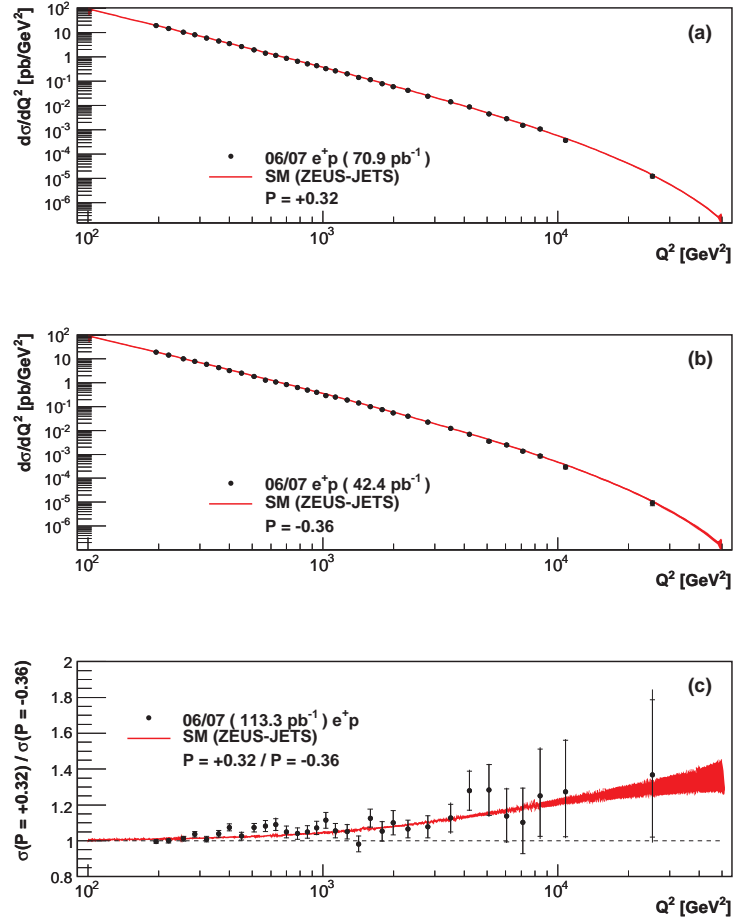 (a)
dσ/dQ² [pb/GeV²]
10²
10
1
10⁻¹
10⁻²
10⁻³
10⁻⁴
10⁻⁵
10⁻⁶
06/07 e⁺p ( 70.9 pb⁻¹)
SM (ZEUS-JETS)
P = +0.32
10² 10³ 10⁴
Q² [GeV²]
(b)
dσ/dQ² [pb/GeV²]
10²
10
1
10⁻¹
10⁻²
10⁻³
10⁻⁴
10⁻⁵
10⁻⁶
06/07 e⁺p ( 42.4 pb⁻¹)
SM (ZEUS-JETS)
P = -0.36
10² 10³ 10⁴
Q² [GeV²]
(c)
σ(P = +0.32) / σ(P = -0.36)
2
1.8
1.6
1.4
1.2
1
0.8
06/07 ( 113.3 pb⁻¹) e⁺p
SM (ZEUS-JETS)
P = +0.32 / P = -0.36
10² 10³ 10⁴
Q² [GeV²]